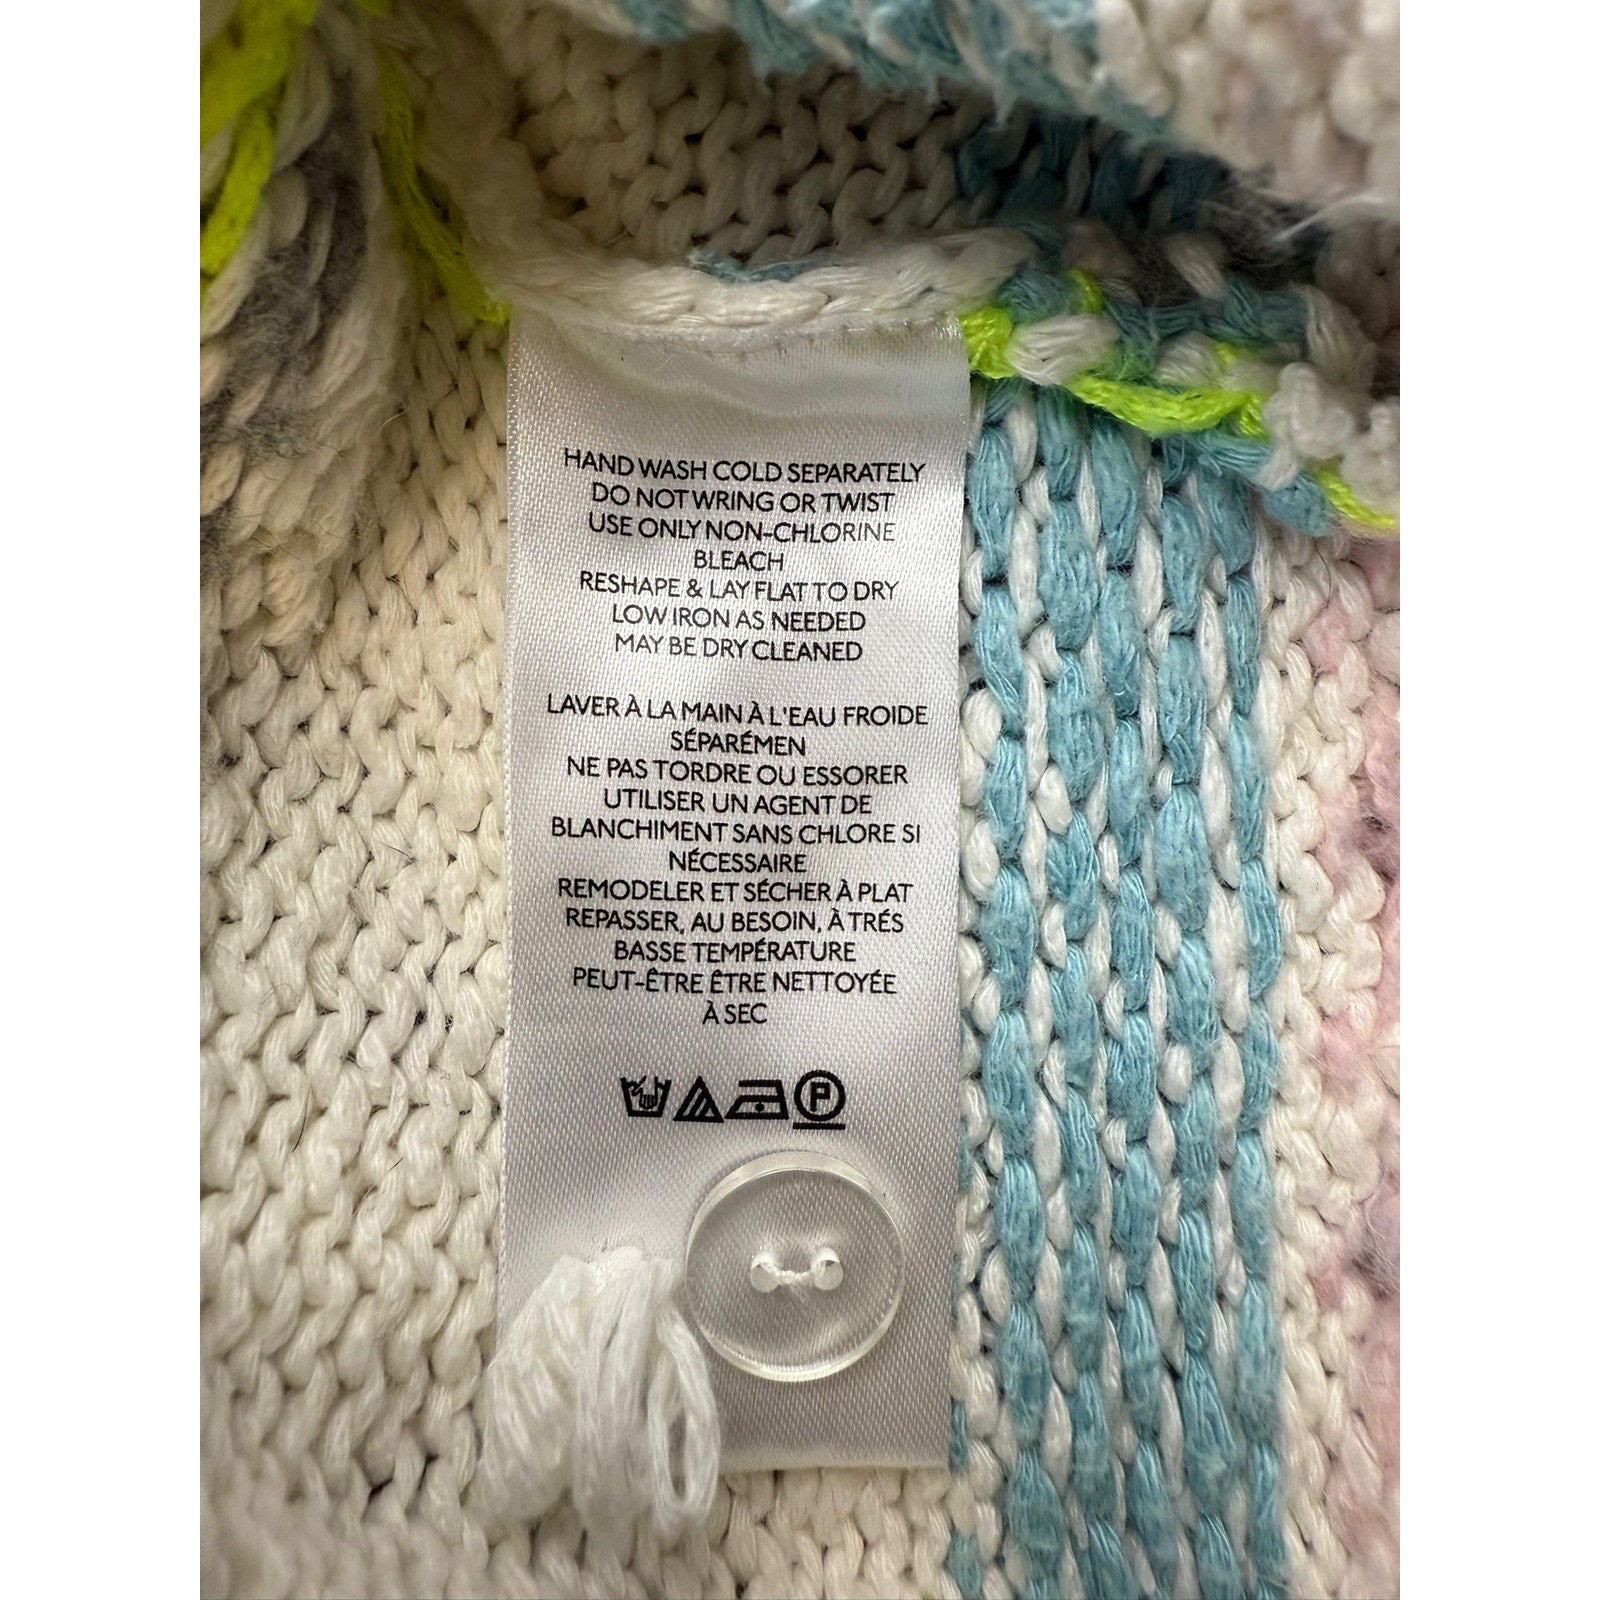 HAND WASH COLD SEPARATELY
DO NOT WRING OR TWIST
USE ONLY NON-CHLORINE
BLEACH
RESHAPE & LAY FLAT TO DRY
LOW IRON AS NEEDED
MAY BE DRY CLEANED
LAVER À LA MAIN À L'EAU FROIDE
SÉPARÉMEN
NE PAS TORDRE OU ESSORER
UTILISER UN AGENT DE
BLANCHIMENT SANS CHLORE SI
NÉCESSAIRE
REMODELER ET SÉCHER À PLAT
REPASSER, AU BESOIN, À TRÉS
BASSE TEMPÉRATURE
PEUT-ÊTRE ÊTRE NETTOYÉE
À SEC
P